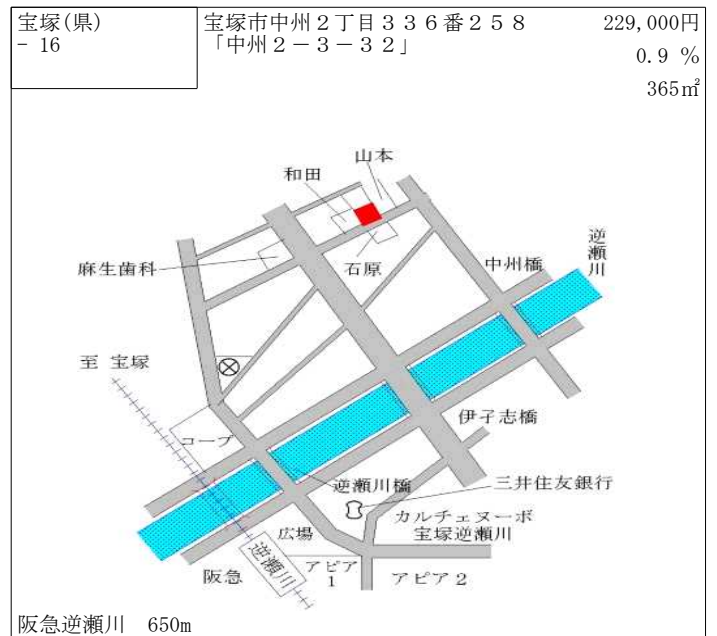 宝塚(県)
- 16
宝塚市中州２丁目３３６番２５８
「中州２－３－３２」
229,000円
0.9 %
365㎡
山本
和田
逆瀬川
麻生歯科
石原
中州橋
至 宝塚
コープ
伊子志橋
逆瀬川橋
三井住友銀行
カルチェヌーボ
宝塚逆瀬川
広場
逆瀬川
阪急
アピア
1
アピア２
阪急逆瀬川 650m